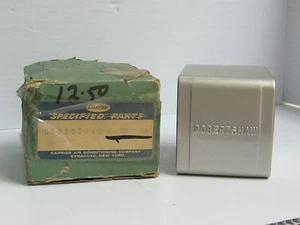 12.50
Carrier
SPECIFIED PARTS
CARRIER AIR CONDITIONING COMPANY
SYRACUSE, NEW YORK
ROBERTSHAW